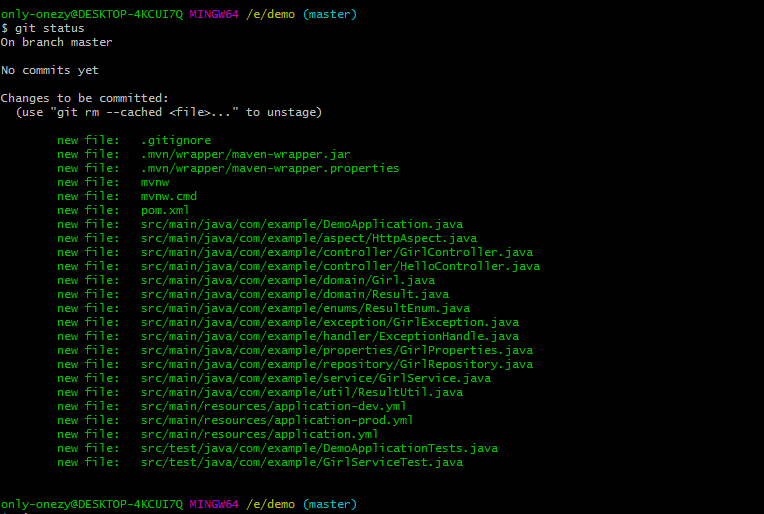 only-onezy@DESKTOP-4KCUI7Q MINGW64 /e/demo (master)
$ git status
On branch master
No commits yet
Changes to be committed:
  (use "git rm --cached <file>..." to unstage)
        new file:   .gitignore
        new file:   .mvn/wrapper/maven-wrapper.jar
        new file:   .mvn/wrapper/maven-wrapper.properties
        new file:   mvnw
        new file:   mvnw.cmd
        new file:   pom.xml
        new file:   src/main/java/com/example/DemoApplication.java
        new file:   src/main/java/com/example/aspect/HttpAspect.java
        new file:   src/main/java/com/example/controller/GirlController.java
        new file:   src/main/java/com/example/controller/HelloController.java
        new file:   src/main/java/com/example/domain/Girl.java
        new file:   src/main/java/com/example/domain/Result.java
        new file:   src/main/java/com/example/enums/ResultEnum.java
        new file:   src/main/java/com/example/exception/GirlException.java
        new file:   src/main/java/com/example/handler/ExceptionHandle.java
        new file:   src/main/java/com/example/properties/GirlProperties.java
        new file:   src/main/java/com/example/repository/GirlRepository.java
        new file:   src/main/java/com/example/service/GirlService.java
        new file:   src/main/java/com/example/util/ResultUtil.java
        new file:   src/main/resources/application-dev.yml
        new file:   src/main/resources/application-prod.yml
        new file:   src/main/resources/application.yml
        new file:   src/test/java/com/example/DemoApplicationTests.java
        new file:   src/test/java/com/example/GirlServiceTest.java
only-onezy@DESKTOP-4KCUI7Q MINGW64 /e/demo (master)